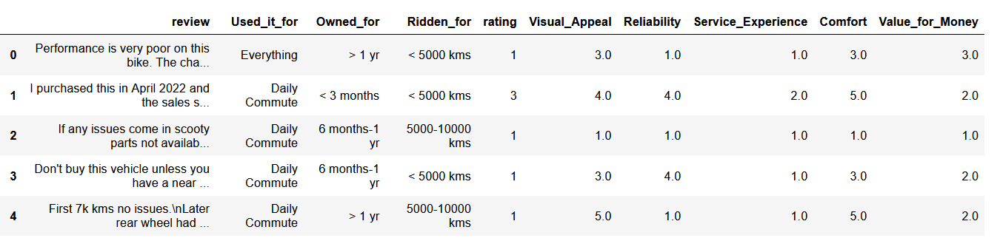 review Used_it_for Owned_for Ridden_for rating Visual_Appeal Reliability Service_Experience Comfort Value_for_Money
0 Performance is very poor on this bike. The cha... Everything > 1 yr < 5000 kms 1 3.0 1.0 1.0 3.0 3.0
1 I purchased this in April 2022 and the sales s... Daily Commute < 3 months < 5000 kms 3 4.0 4.0 2.0 5.0 2.0
2 If any issues come in scooty parts not availab... Daily Commute 6 months-1 yr 5000-10000 kms 1 1.0 1.0 1.0 1.0 1.0
3 Don't buy this vehicle unless you have a near ... Daily Commute 6 months-1 yr < 5000 kms 1 3.0 4.0 1.0 3.0 2.0
4 First 7k kms no issues.\nLater rear wheel had ... Daily Commute > 1 yr 5000-10000 kms 1 5.0 1.0 1.0 5.0 2.0